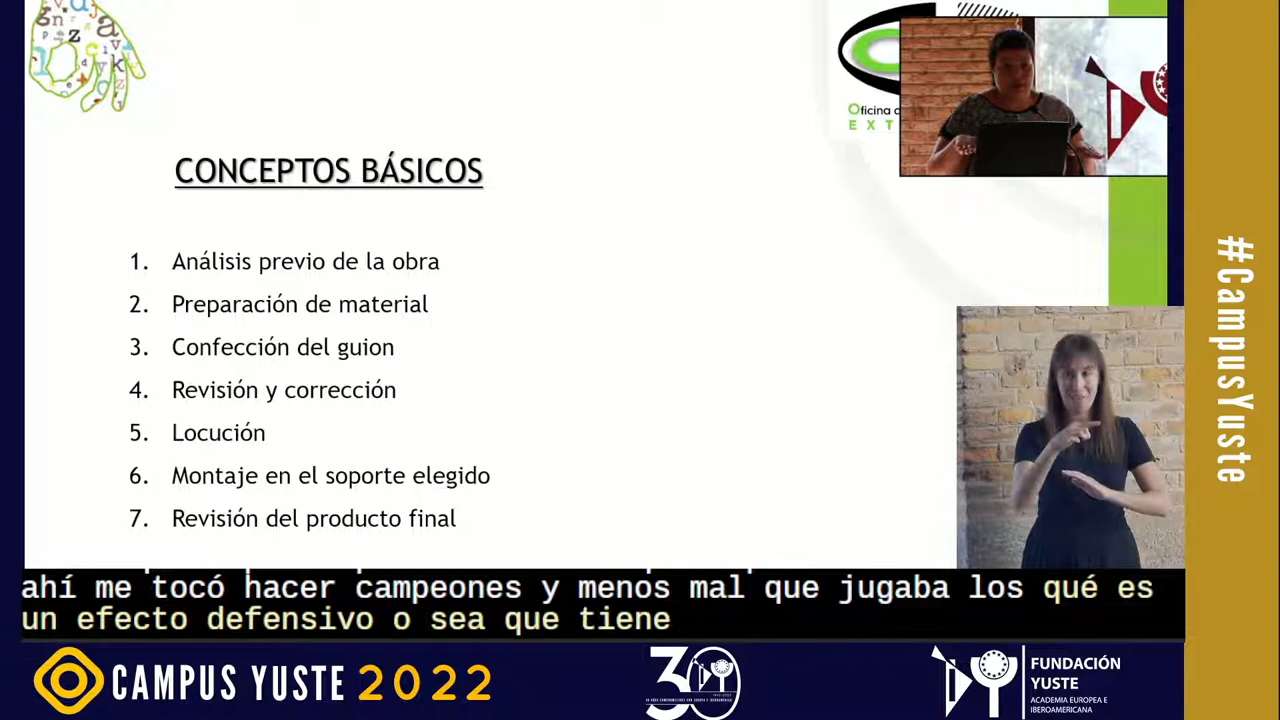 Oficina d
EXT
CONCEPTOS BÁSICOS
1. Análisis previo de la obra
2. Preparación de material
3. Confección del guion
4. Revisión y corrección
5. Locución
6. Montaje en el soporte elegido
7. Revisión del producto final
#CampusYuste
ahí me tocó hacer campeones y menos mal que jugaba los qué es
un efecto defensivo o sea que tiene
CAMPUS YUSTE 2022
30
FUNDACIÓN
YUSTE
ACADEMIA EUROPEA E
IBEROAMERICANA